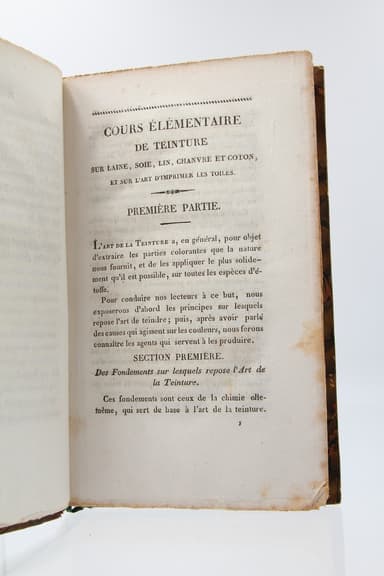 COURS ÉLÉMENTAIRE
DE TEINTURE
SUR LAINE, SOIE, LIN, CHANVRE ET COTON,
ET SUR L'ART D'IMPRIMER LES TOILES.
PREMIÈRE PARTIE.
L'ART DE LA TEINTURE a, en général, pour objet
d'extraire les parties colorantes que la nature
nous fournit, et de les appliquer le plus solide-
ment qu'il est possible, sur toutes les espèces d'é-
toffes.
Pour conduire nos lecteurs à ce but, nous
exposerons d'abord les principes sur lesquels
repose l'art de teindre; puis, après avoir parlé
des causes qui agissent sur les couleurs, nous ferons
connaître les agens qui servent à les produire.
SECTION PREMIÈRE.
Des Fondemens sur lesquels repose l'Art de
la Teinture.
Ces fondemens sont ceux de la chimie elle-
même, qui sert de base à l'art de la teinture.